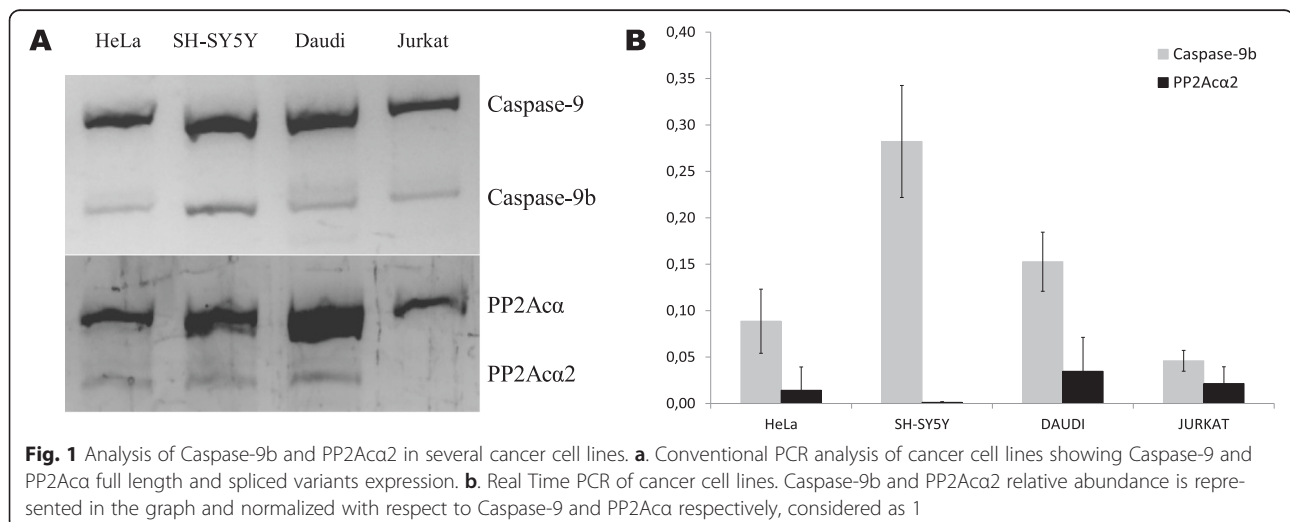 A
HeLa SH-SY5Y Daudi Jurkat
Caspase-9
Caspase-9b
PP2Acα
PP2Acα2
B
0,40
0,35
0,30
0,25
0,20
0,15
0,10
0,05
0,00
Caspase-9b
PP2Acα2
HeLa SH-SY5Y DAUDI JURKAT
Fig. 1 Analysis of Caspase-9b and PP2Acα2 in several cancer cell lines. a. Conventional PCR analysis of cancer cell lines showing Caspase-9 and
PP2Acα full length and spliced variants expression. b. Real Time PCR of cancer cell lines. Caspase-9b and PP2Acα2 relative abundance is repre-
sented in the graph and normalized with respect to Caspase-9 and PP2Acα respectively, considered as 1